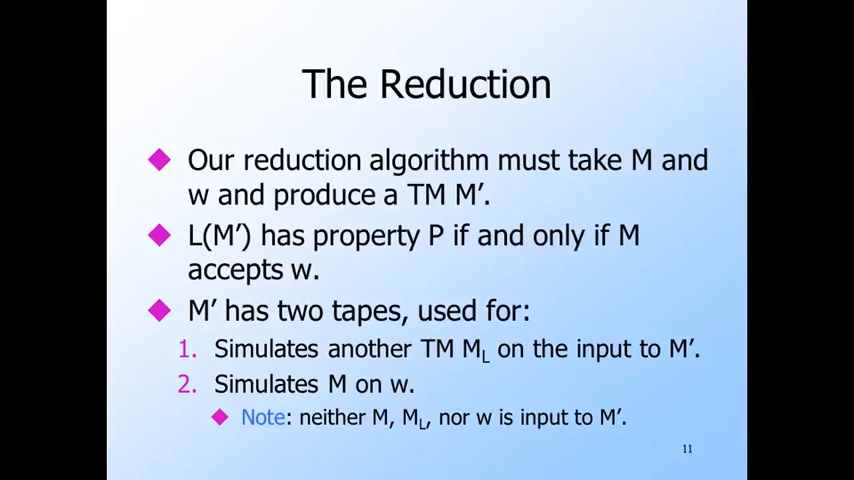 The Reduction
Our reduction algorithm must take M and
w and produce a TM M′.
L(M′) has property P if and only if M
accepts w.
M′ has two tapes, used for:
1. Simulates another TM M_L on the input to M′.
2. Simulates M on w.
Note: neither M, M_L, nor w is input to M′.
11